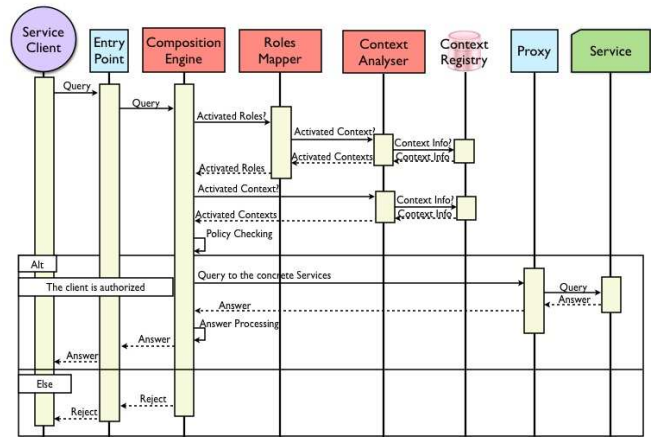 Service
Client
Entry
Point
Composition
Engine
Roles
Mapper
Context
Analyser
Context
Registry
Proxy
Service
Query
Query
Activated Roles?
Activated Context?
Context Info?
Activated Contexts
Context Info
Activated Roles
Activated Context?
Context Info?
Activated Contexts
Context Info
Policy Checking
Alt
Query to the concrete Services
The client is authorized
Query
Answer
Answer
Answer Processing
Answer
Answer
Else
Reject
Reject